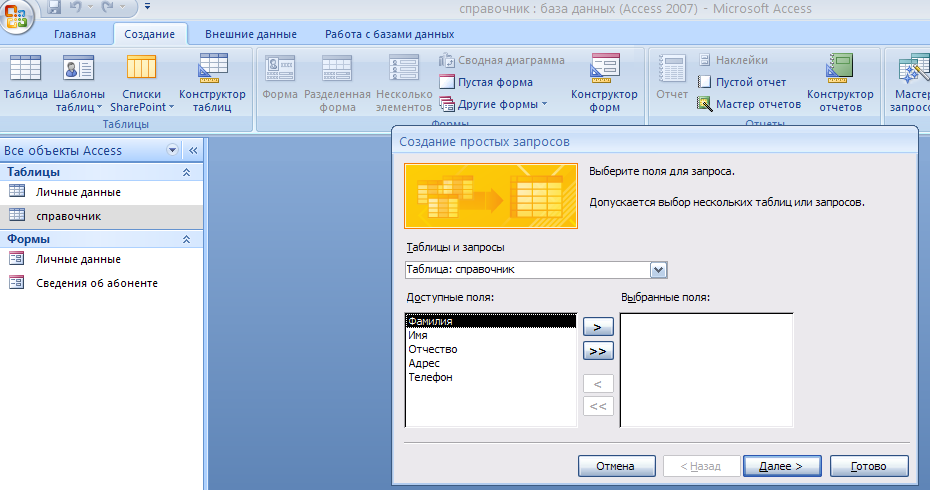 справочник : база данных (Access 2007) - Microsoft Access
Главная Создание Внешние данные Работа с базами данных
Таблица
Шаблоны таблиц
Списки SharePoint
Конструктор таблиц
Таблицы
Форма
Разделенная форма
Несколько элементов
Сводная диаграмма
Пустая форма
Другие формы
Конструктор форм
Формы
Отчет
Наклейки
Пустой отчет
Мастер отчетов
Конструктор отчетов
Отчеты
Мастер
запросо
Все объекты Access
Таблицы
Личные данные
справочник
Формы
Личные данные
Сведения об абоненте
Создание простых запросов
Выберите поля для запроса.
Допускается выбор нескольких таблиц или запросов.
Таблицы и запросы
Таблица: справочник
Доступные поля: Выбранные поля:
Фамилия
Имя
Отчество
Адрес
Телефон
>
>>
<
<<
Отмена < Назад Далее > Готово